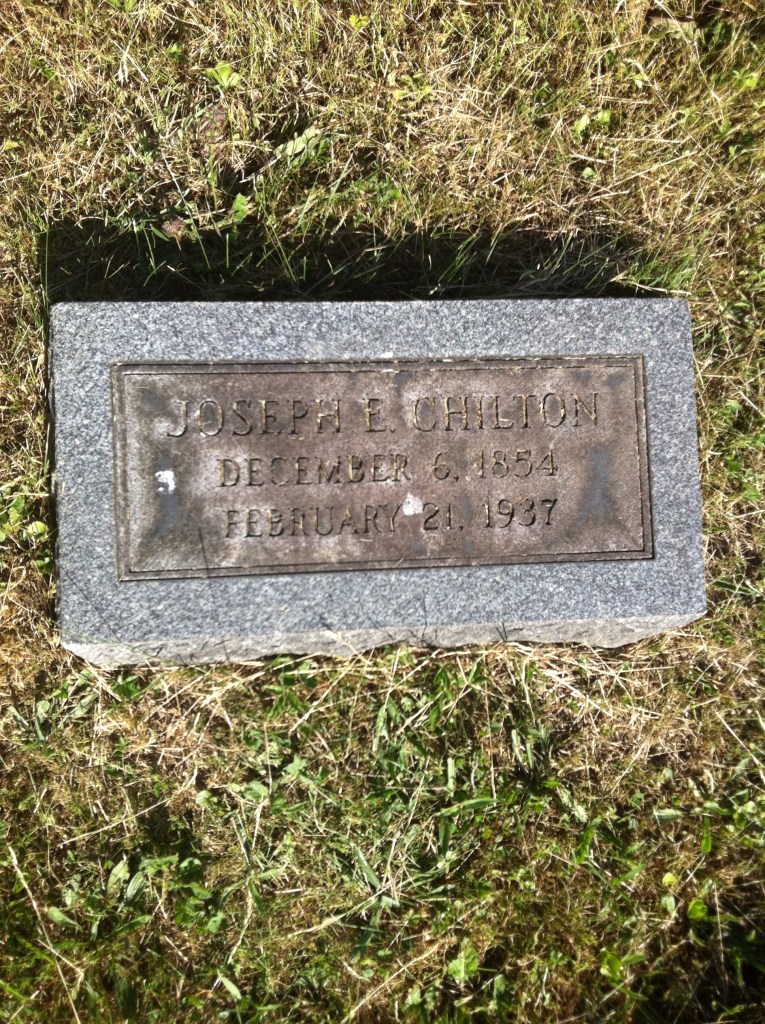 JOSEPH E. CHILTON
DECEMBER 6, 1854
FEBRUARY 21, 1937